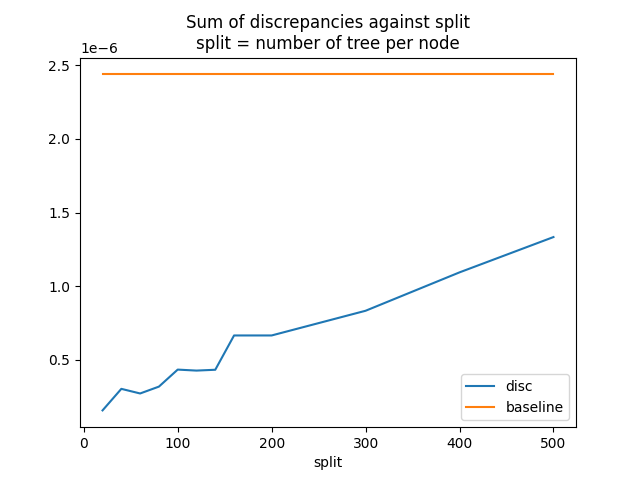 Sum of discrepancies against split
split = number of tree per node
1e−6
2.5
2.0
1.5
1.0
0.5
0
100
200
300
400
500
split
disc
baseline